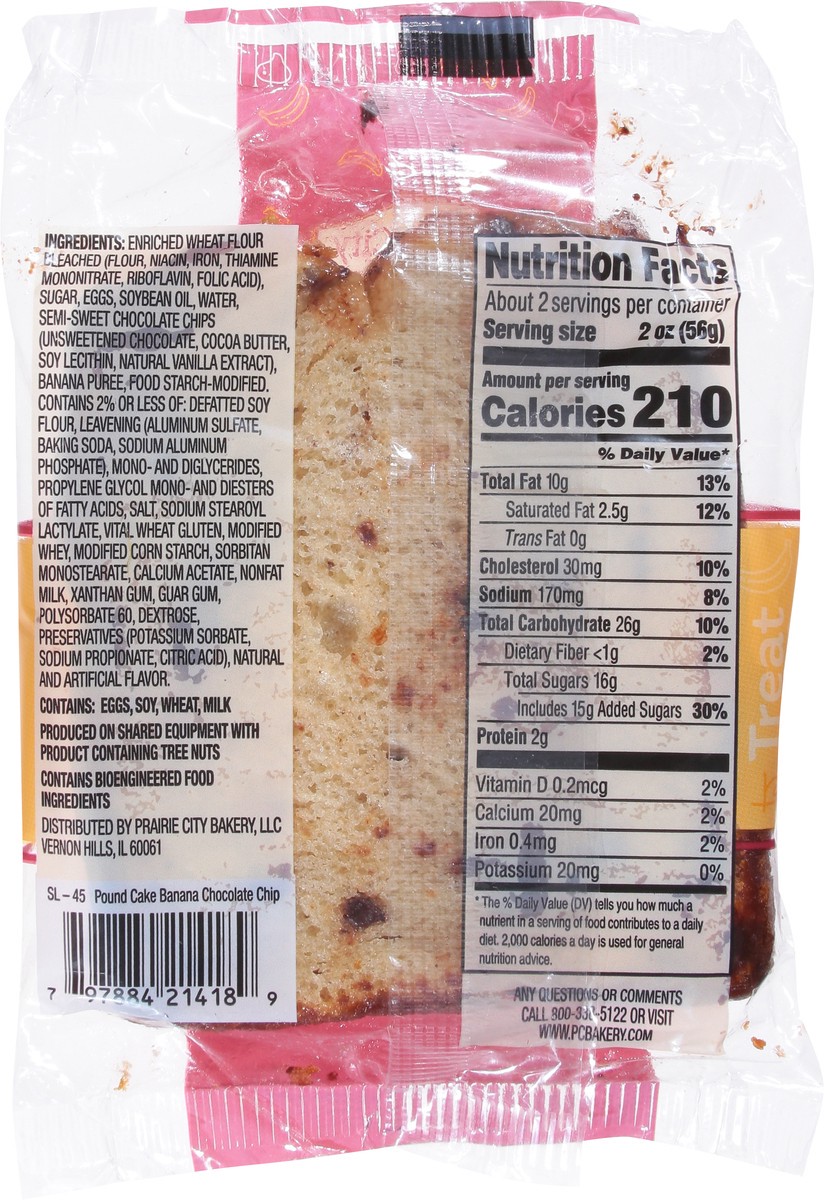 INGREDIENTS: ENRICHED WHEAT FLOUR
BLEACHED (FLOUR, NIACIN, IRON, THIAMINE
MONONITRATE, RIBOFLAVIN, FOLIC ACID),
SUGAR, EGGS, SOYBEAN OIL, WATER,
SEMI-SWEET CHOCOLATE CHIPS
(UNSWEETENED CHOCOLATE, COCOA BUTTER,
SOY LECITHIN, NATURAL VANILLA EXTRACT),
BANANA PUREE, FOOD STARCH-MODIFIED.
CONTAINS 2% OR LESS OF: DEFATTED SOY
FLOUR, LEAVENING (ALUMINUM SULFATE,
BAKING SODA, SODIUM ALUMINUM
PHOSPHATE), MONO- AND DIGLYCERIDES,
PROPYLENE GLYCOL MONO- AND DIESTERS
OF FATTY ACIDS, SALT, SODIUM STEAROYL
LACTYLATE, VITAL WHEAT GLUTEN, MODIFIED
WHEY, MODIFIED CORN STARCH, SORBITAN
MONOSTEARATE, CALCIUM ACETATE, NONFAT
MILK, XANTHAN GUM, GUAR GUM,
POLYSORBATE 60, DEXTROSE,
PRESERVATIVES (POTASSIUM SORBATE,
SODIUM PROPIONATE, CITRIC ACID), NATURAL
AND ARTIFICIAL FLAVOR.
CONTAINS: EGGS, SOY, WHEAT, MILK
PRODUCED ON SHARED EQUIPMENT WITH
PRODUCT CONTAINING TREE NUTS
CONTAINS BIOENGINEERED FOOD
INGREDIENTS
DISTRIBUTED BY PRAIRIE CITY BAKERY, LLC
VERNON HILLS, IL 60061
SL – 45 Pound Cake Banana Chocolate Chip
7 97884 21418 9
Nutrition Facts
About 2 servings per container
Serving size 2 oz (56g)
Amount per serving
Calories 210
% Daily Value*
Total Fat 10g 13%
Saturated Fat 2.5g 12%
Trans Fat 0g
Cholesterol 30mg 10%
Sodium 170mg 8%
Total Carbohydrate 26g 10%
Dietary Fiber <1g 2%
Total Sugars 16g
Includes 15g Added Sugars 30%
Protein 2g
Vitamin D 0.2mcg 2%
Calcium 20mg 2%
Iron 0.4mg 2%
Potassium 20mg 0%
* The % Daily Value (DV) tells you how much a
nutrient in a serving of food contributes to a daily
diet. 2,000 calories a day is used for general
nutrition advice.
ANY QUESTIONS OR COMMENTS
CALL OR VISIT
WWW.PCBAKERY.COM
Treat